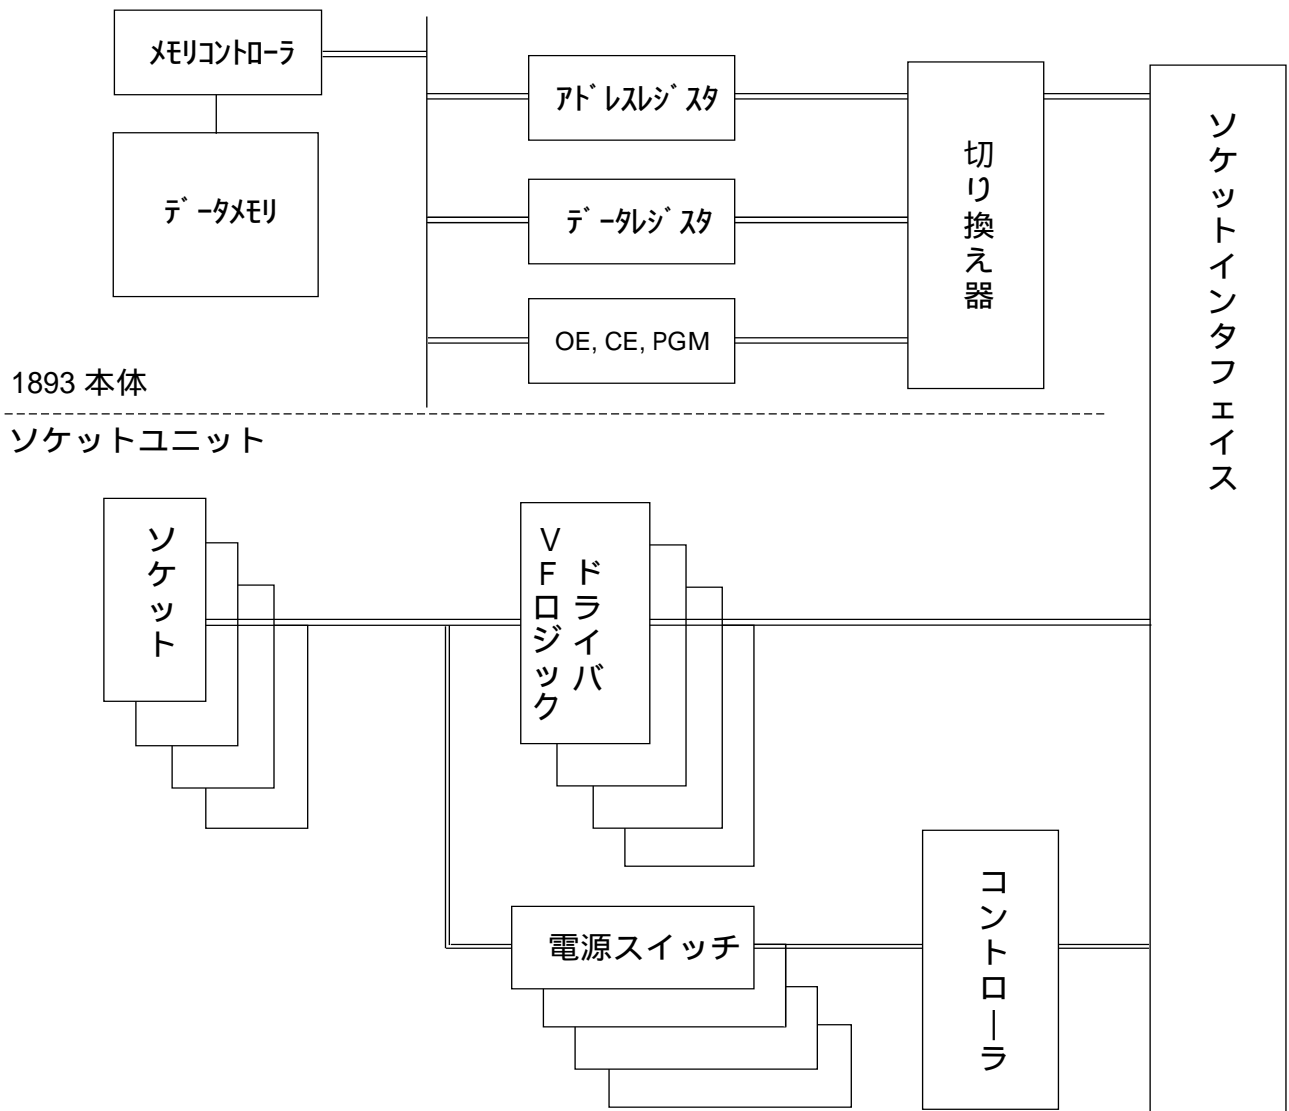 メモリコントローラ
アドレスレジスタ
データメモリ
データレジスタ
OE, CE, PGM
切り換え器
ソケットインタフェイス
1893 本体
ソケットユニット
ソケット
VFロジック
ドライバ
電源スイッチ
コントローラ